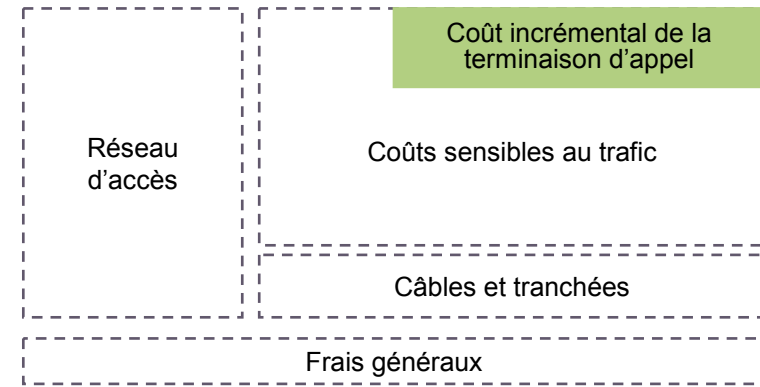 Coût incrémental de la
terminaison d’appel
Réseau
d’accès
Coûts sensibles au trafic
Câbles et tranchées
Frais généraux